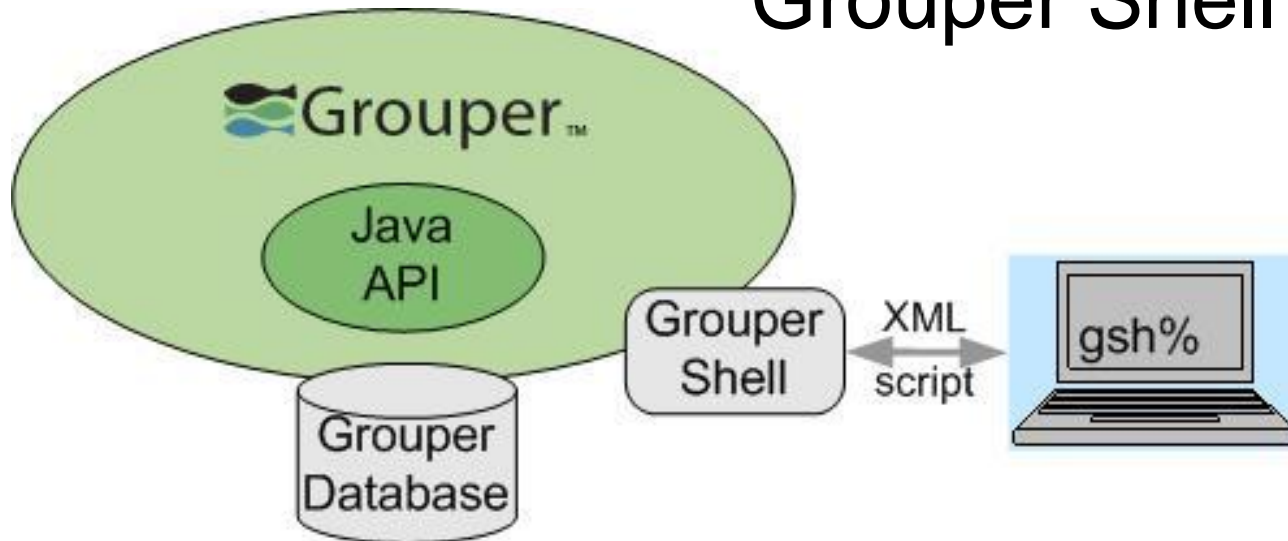 Grouper Shell
Grouper™
Java
API
Grouper
Shell
XML
script
gsh%
Grouper
Database